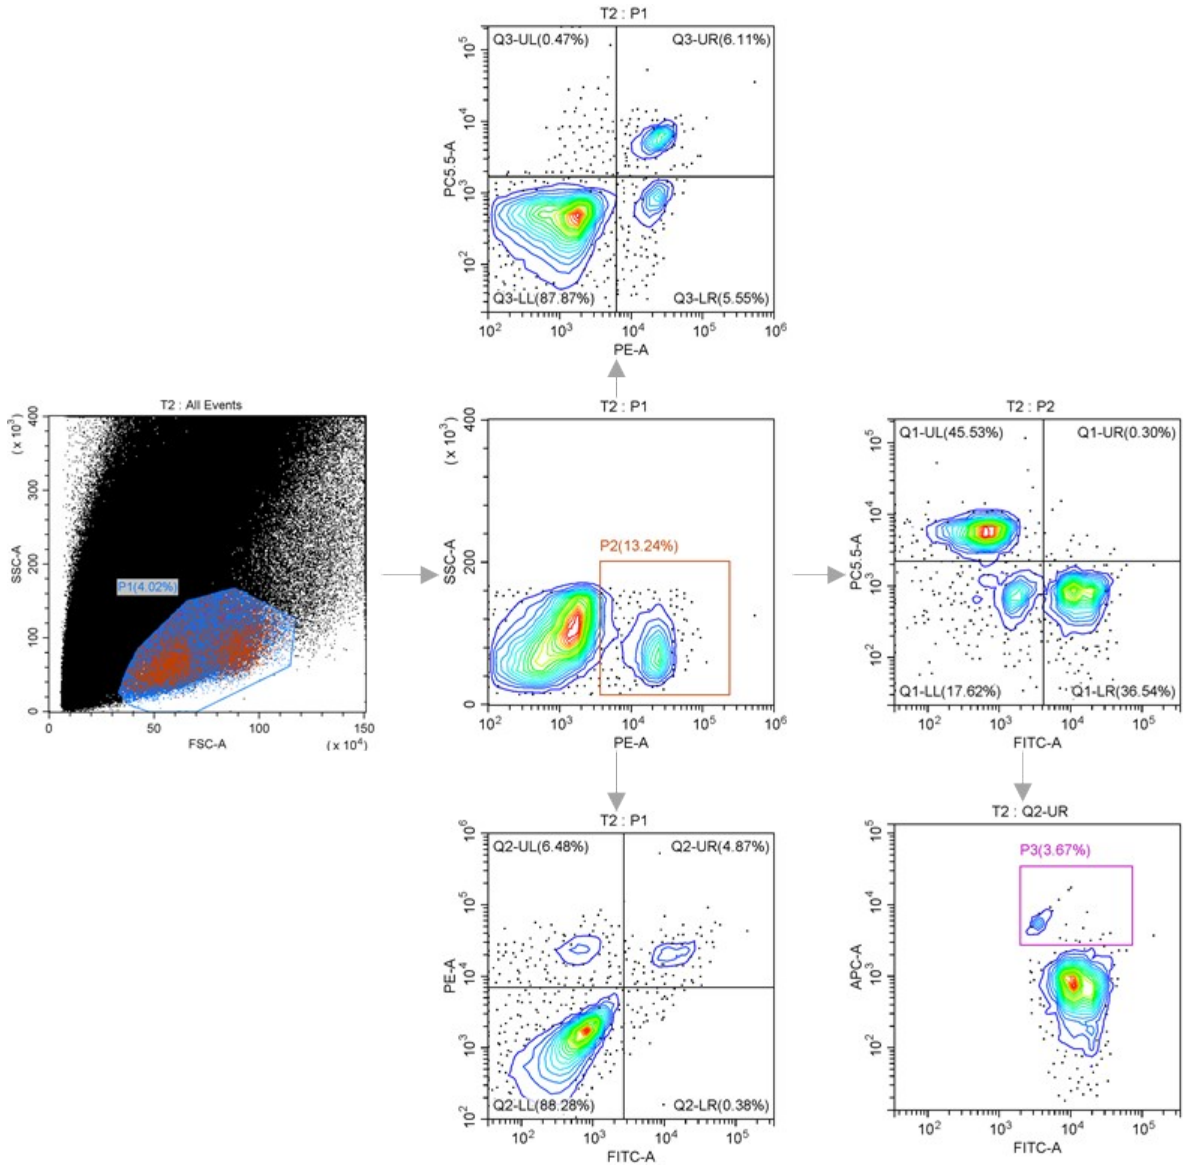 T2 : P1
Q3-UL(0.47%)
Q3-UR(6.11%)
Q3-LL(87.87%)
Q3-LR(5.55%)
PC5.5-A
10^5
10^4
10^3
10^2
10^2 10^3 10^4 10^5 10^6
PE-A
T2 : All Events
P1(4.02%)
SSC-A
(x 10^3)
400
300
200
100
0
0 50 100 150
FSC-A
(x 10^4)
T2 : P1
P2(13.24%)
SSC-A
(x 10^3)
400
200
0
10^2 10^3 10^4 10^5 10^6
PE-A
T2 : P2
Q1-UL(45.53%)
Q1-UR(0.30%)
Q1-LL(17.62%)
Q1-LR(36.54%)
PC5.5-A
10^5
10^4
10^3
10^2
10^2 10^3 10^4 10^5
FITC-A
T2 : P1
Q2-UL(6.48%)
Q2-UR(4.87%)
Q2-LL(88.28%)
Q2-LR(0.38%)
PE-A
10^6
10^5
10^4
10^3
10^2
10^2 10^3 10^4 10^5
FITC-A
T2 : Q2-UR
P3(3.67%)
APC-A
10^5
10^4
10^3
10^2
10^2 10^3 10^4 10^5
FITC-A